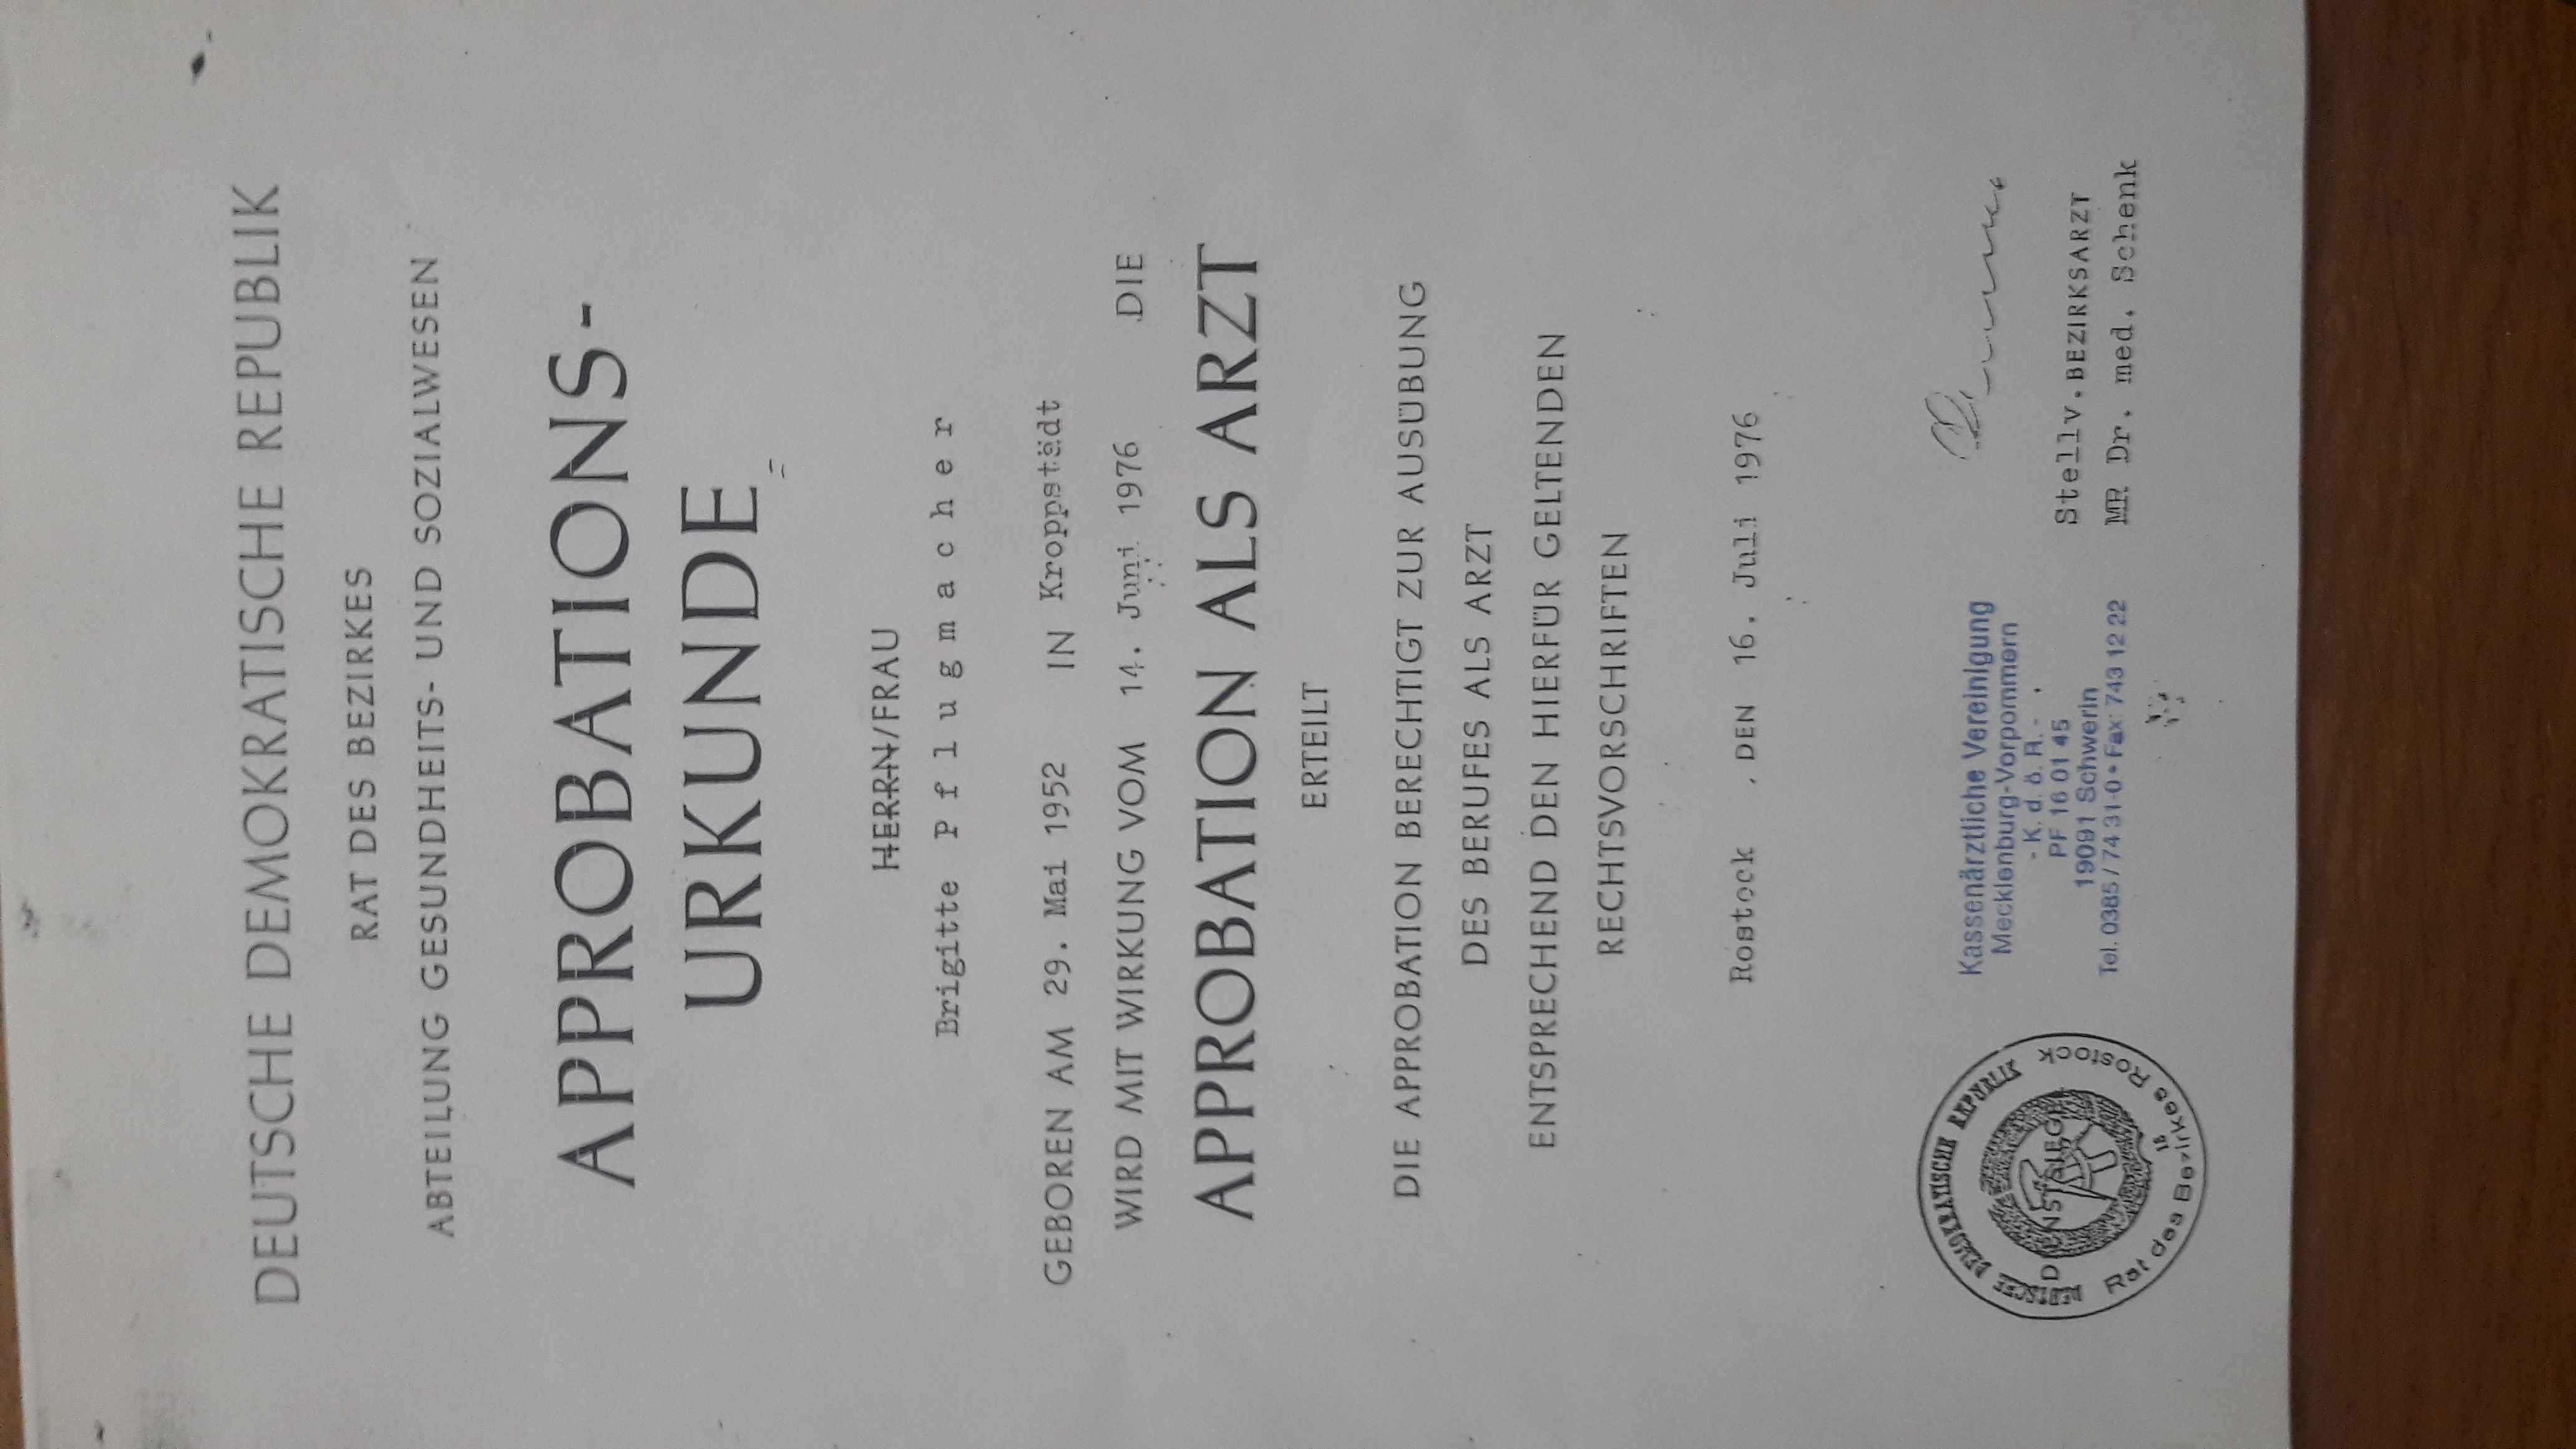 DEUTSCHE DEMOKRATISCHE REPUBLIK
RAT DES BEZIRKES
ABTEILUNG GESUNDHEITS- UND SOZIALWESEN
APPROBATIONS-
URKUNDE
HERRN/FRAU
Brigitte Pflugmacher
GEBOREN AM 29. Mai 1952 IN Kroppstädt
WIRD MIT WIRKUNG VOM 14. Juni 1976 DIE
APPROBATION ALS ARZT
ERTEILT
DIE APPROBATION BERECHTIGT ZUR AUSÜBUNG
DES BERUFES ALS ARZT
ENTSPRECHEND DEN HIERFÜR GELTENDEN
RECHTSVORSCHRIFTEN
Rostock , DEN 16. Juli 1976
DEUTSCHE DEMOKRATISCHE REPUBLIK
DIENSTSIEGEL
18
Rat des Bezirkes Rostock
Kassenärztliche Vereinigung
Mecklenburg-Vorpommern
- K. d. ö. R. -
PF 16 01 45
19091 Schwerin
Tel. 0385 / 74 31-0 • Fax: 743 12 22
Stellv. BEZIRKSARZT
MR Dr. med. Schenk